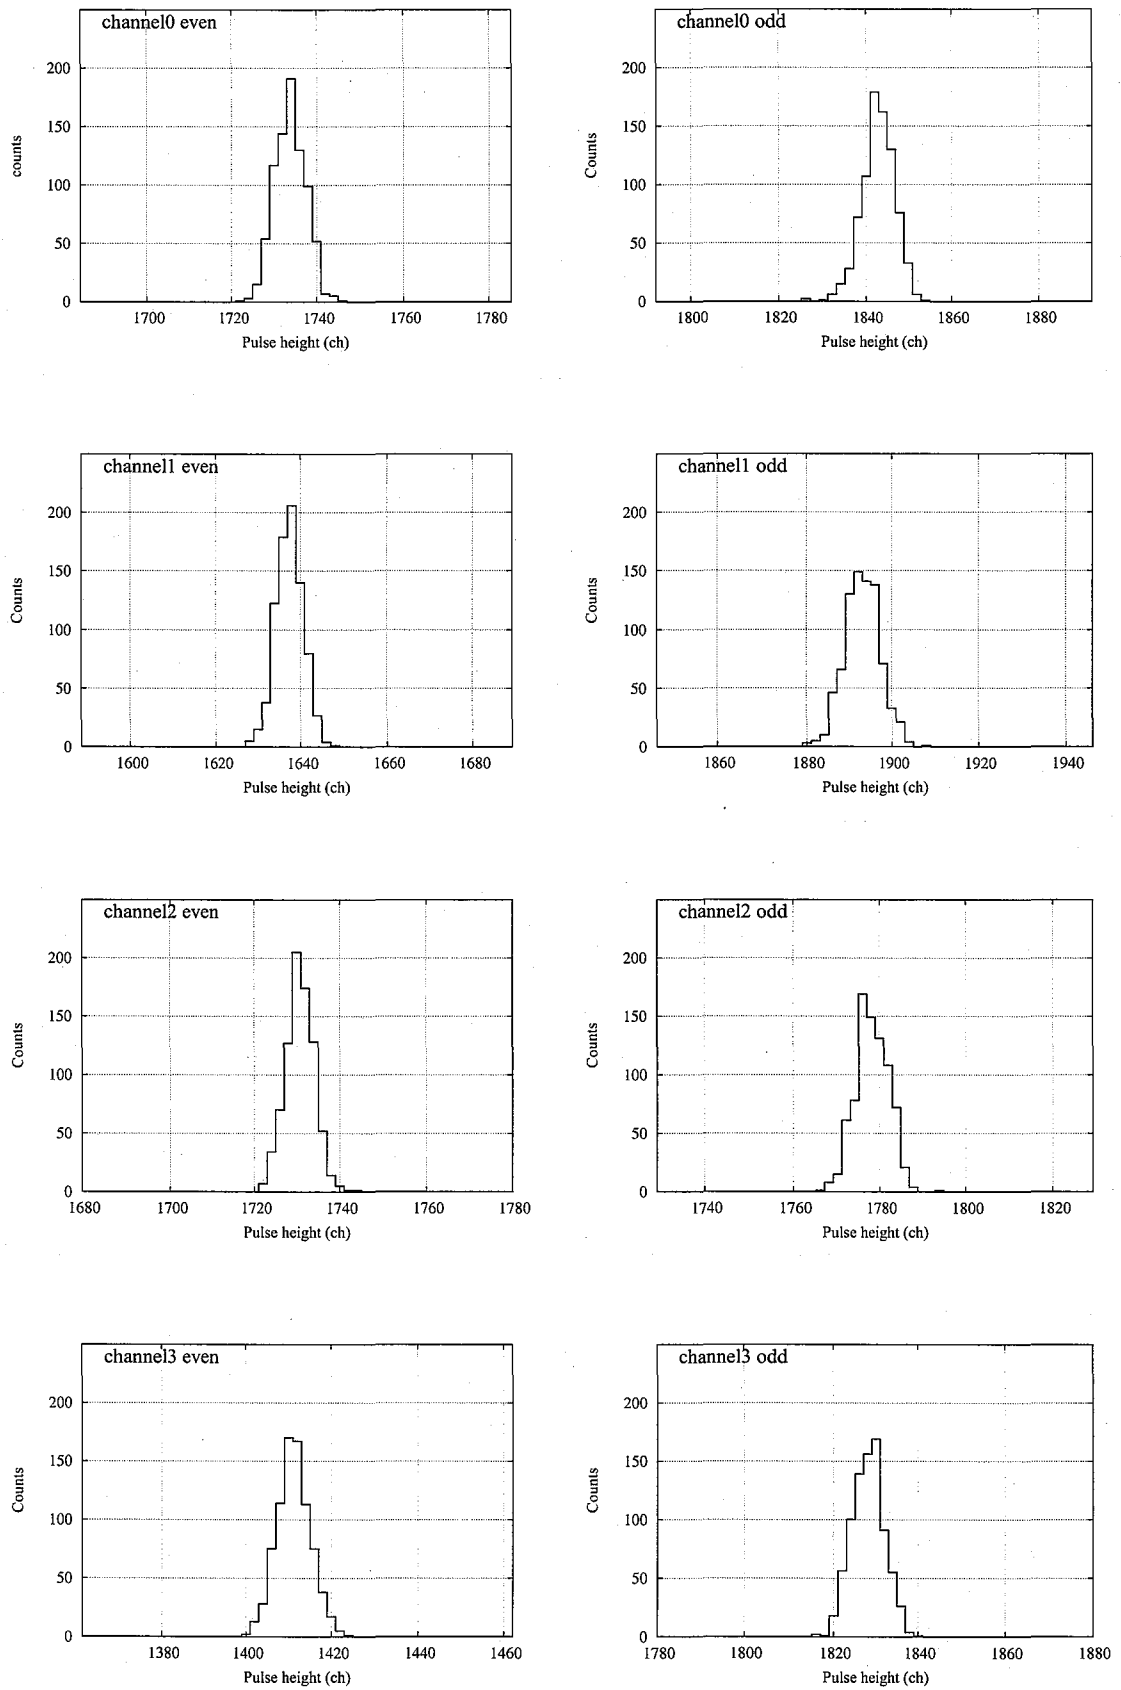 channel0 even
200
150
100
50
0
counts
1700 1720 1740 1760 1780
Pulse height (ch)
channel0 odd
200
150
100
50
0
Counts
1800 1820 1840 1860 1880
Pulse height (ch)
channel1 even
200
150
100
50
0
Counts
1600 1620 1640 1660 1680
Pulse height (ch)
channel1 odd
200
150
100
50
0
Counts
1860 1880 1900 1920 1940
Pulse height (ch)
channel2 even
200
150
100
50
0
Counts
1680 1700 1720 1740 1760 1780
Pulse height (ch)
channel2 odd
200
150
100
50
0
Counts
1740 1760 1780 1800 1820
Pulse height (ch)
channel3 even
200
150
100
50
0
Counts
1380 1400 1420 1440 1460
Pulse height (ch)
channel3 odd
200
150
100
50
0
Counts
1780 1800 1820 1840 1860 1880
Pulse height (ch)